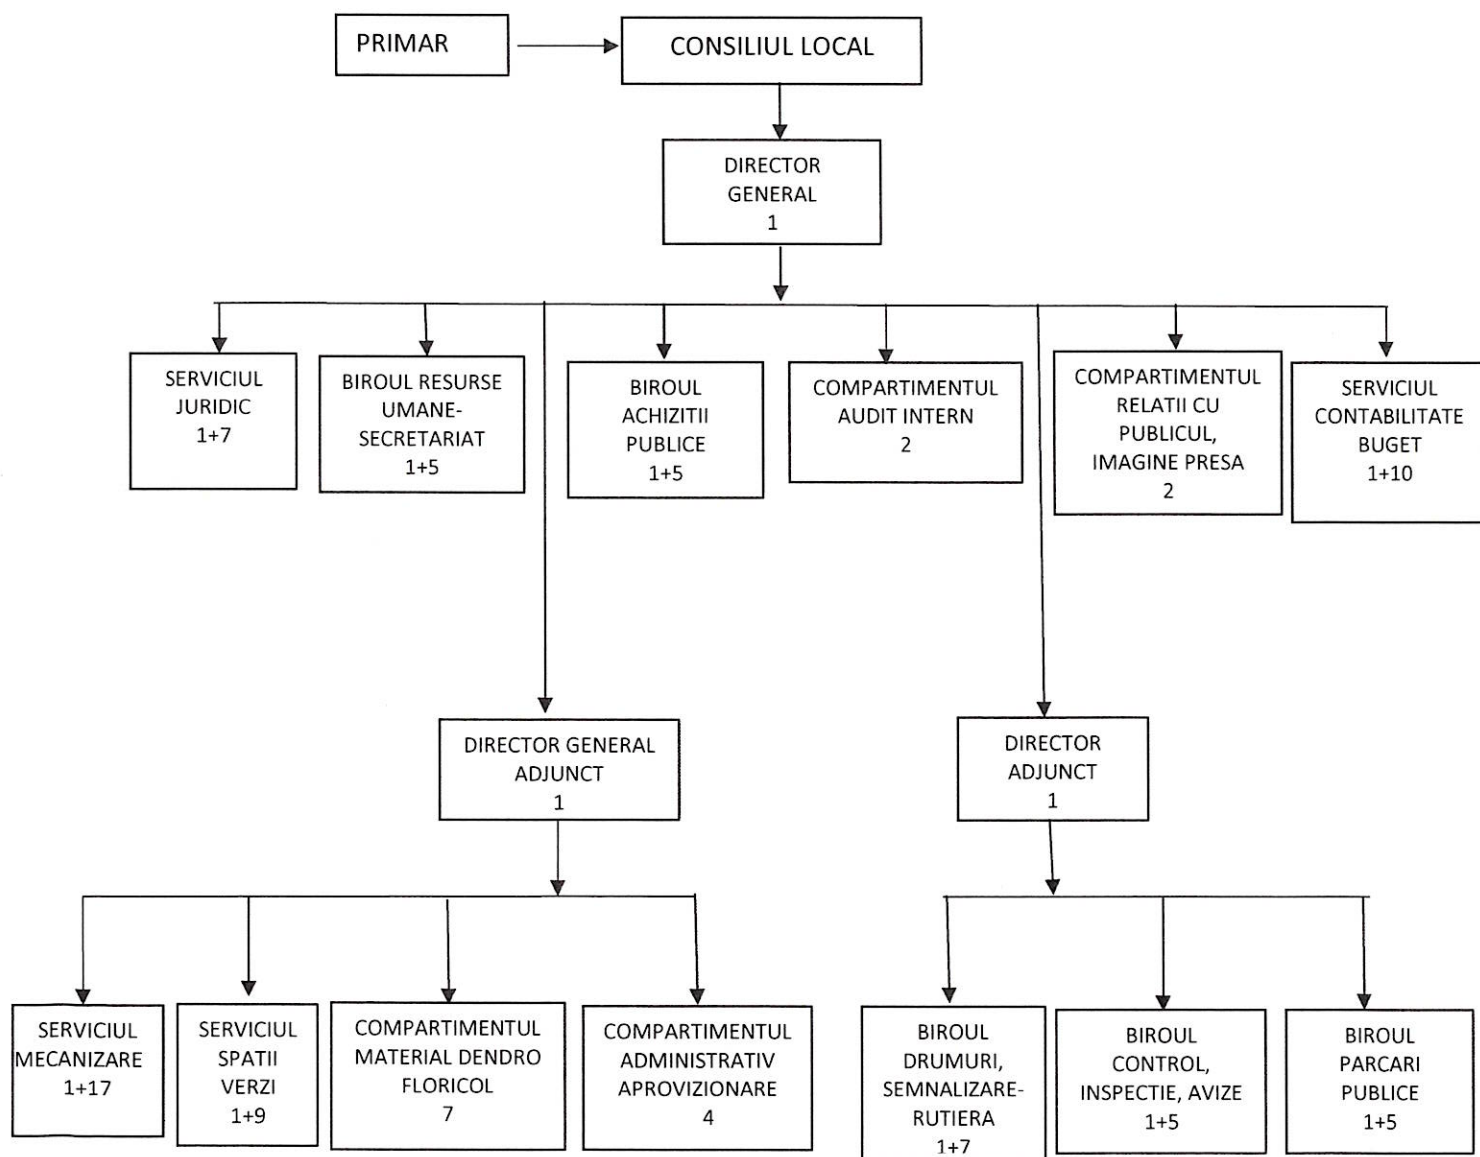 PRIMAR
CONSILIUL LOCAL
DIRECTOR
GENERAL
1
SERVICIUL
JURIDIC
1+7
BIROUL RESURSE
UMANE-
SECRETARIAT
1+5
BIROUL
ACHIZITII
PUBLICE
1+5
COMPARTIMENTUL
AUDIT INTERN
2
COMPARTIMENTUL
RELATII CU
PUBLICUL,
IMAGINE PRESA
2
SERVICIUL
CONTABILITATE
BUGET
1+10
DIRECTOR GENERAL
ADJUNCT
1
DIRECTOR
ADJUNCT
1
SERVICIUL
MECANIZARE
1+17
SERVICIUL
SPATII
VERZI
1+9
COMPARTIMENTUL
MATERIAL DENDRO
FLORICOL
7
COMPARTIMENTUL
ADMINISTRATIV
APROVIZIONARE
4
BIROUL
DRUMURI,
SEMNALIZARE-
RUTIERA
1+7
BIROUL
CONTROL,
INSPECTIE, AVIZE
1+5
BIROUL
PARCARI
PUBLICE
1+5